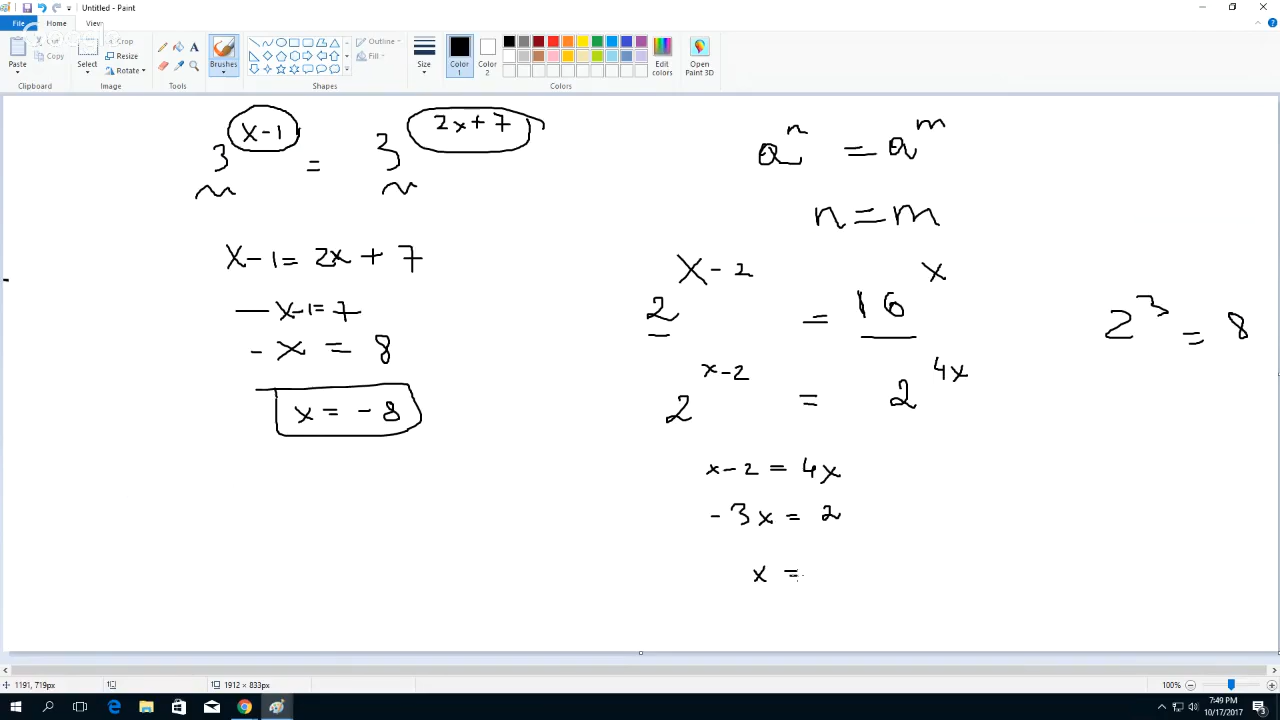 Untitled - Paint
File Home View
Paste
Copy
Clipboard
Select
Crop
Resize
Rotate
Image
Tools
Brushes
Outline
Fill
Shapes
Size
Color 1
Color 2
Edit colors
Colors
Open Paint 3D
3^(x-1) = 3^(2x+7)
x-1 = 2x + 7
-x-1 = 7
-x = 8
x = -8
a^n = a^m
n = m
2^(x-2) = 16^x
2^(x-2) = 2^(4x)
x-2 = 4x
-3x = 2
x =
2^3 = 8
1191, 719px
1912 × 833px
100%
7:49 PM
10/17/2017
3